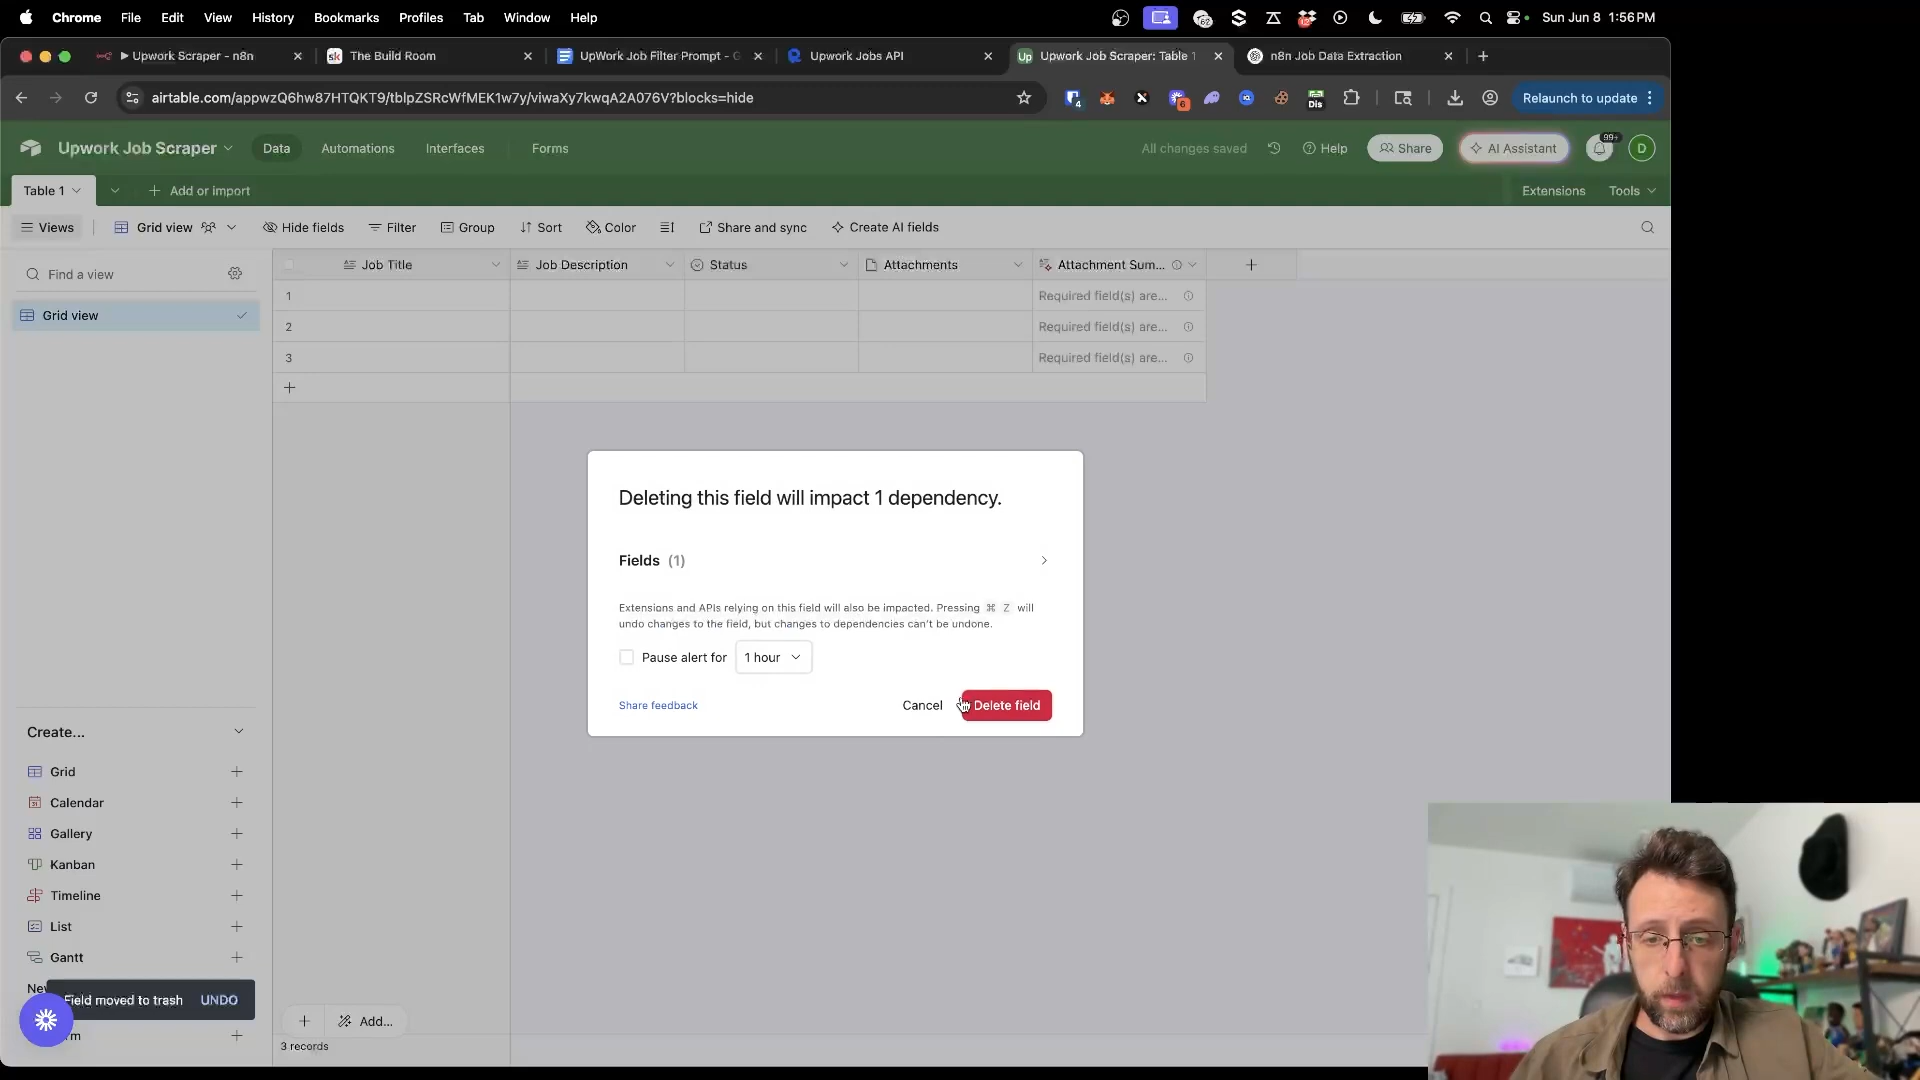 Chrome File Edit View History Bookmarks Profiles Tab Window Help
Sun Jun 8 1:56 PM
Upwork Scraper - n8n
The Build Room
UpWork Job Filter Prompt - G
Upwork Jobs API
Upwork Job Scraper: Table 1
n8n Job Data Extraction
airtable.com/appwzQ6hw87HTQKT9/tblpZSRcWfMEK1w7y/viwaXy7kwqA2A076V?blocks=hide
4
6
Dis
Relaunch to update
Upwork Job Scraper
Data
Automations
Interfaces
Forms
All changes saved
Help
Share
AI Assistant
99+
D
Table 1
Add or import
Extensions
Tools
Views
Grid view
Hide fields
Filter
Group
Sort
Color
Share and sync
Create AI fields
Find a view
Job Title
Job Description
Status
Attachments
Attachment Sum...
Grid view
1
Required field(s) are...
2
Required field(s) are...
3
Required field(s) are...
Deleting this field will impact 1 dependency.
Fields (1)
Extensions and APIs relying on this field will also be impacted. Pressing ⌘ Z will
undo changes to the field, but changes to dependencies can't be undone.
Pause alert for
1 hour
Share feedback
Cancel
Delete field
Create...
Grid
Calendar
Gallery
Kanban
Timeline
List
Gantt
Field moved to trash UNDO
Add...
3 records